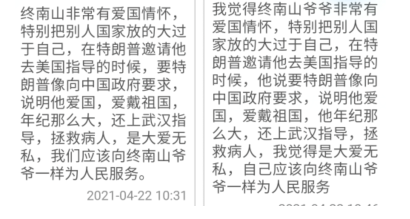 终南山非常有爱国情怀，
特别把别人国家放的大过
于自己，在特朗普邀请他
去美国指导的时候，要特
朗普像向中国政府要求，
说明他爱国，爱戴祖国，
年纪那么大，还上武汉指
导，拯救病人，是大爱无
私，我们应该向终南山爷
爷一样为人民服务。
2021-04-22 10:31
我觉得终南山爷爷非常有
爱国情怀，特别把别人国
家放的大过于自己，在特
朗普邀请他去美国指导的时
候，他说要特朗普像向
中国政府要求，说明他爱
国，爱戴祖国，他年纪那
么大，还上武汉指导，拯
救病人，我觉得是大爱无
私，自己应该向终南山爷
爷一样为人民服务